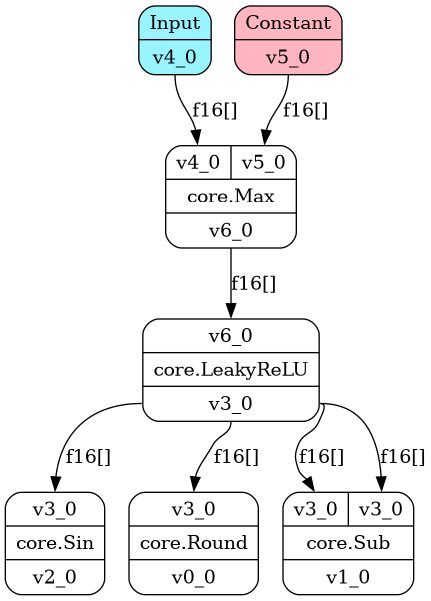 Input
v4_0
Constant
v5_0
f16[]
f16[]
v4_0
v5_0
core.Max
v6_0
f16[]
v6_0
core.LeakyReLU
v3_0
f16[]
f16[]
f16[]
f16[]
v3_0
core.Sin
v2_0
v3_0
core.Round
v0_0
v3_0
v3_0
core.Sub
v1_0